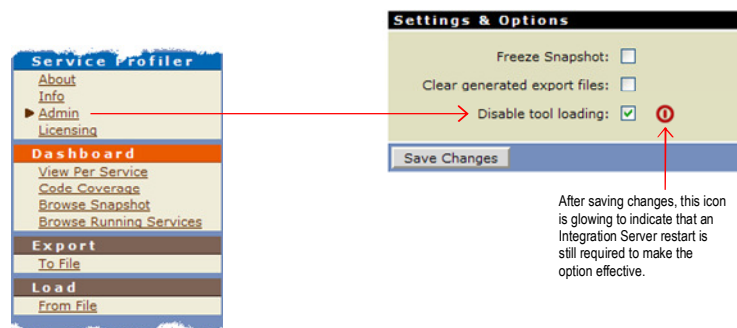 Service Profiler
About
Info
Admin
Licensing
Dashboard
View Per Service
Code Coverage
Browse Snapshot
Browse Running Services
Export
To File
Load
From File
Settings & Options
Freeze Snapshot:
Clear generated export files:
Disable tool loading:
Save Changes
After saving changes, this icon
is glowing to indicate that an
Integration Server restart is
still required to make the
option effective.